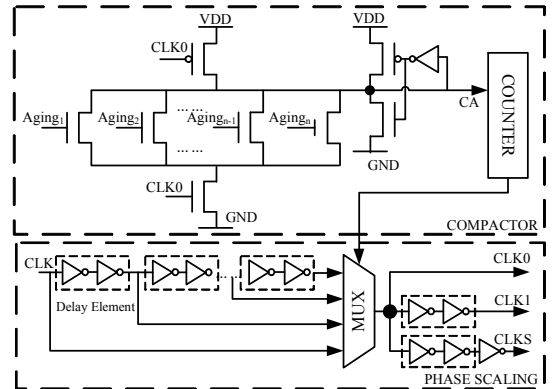 VDD
VDD
CLK0
Aging1
Aging2
... ...
... ...
Agingn-1
Agingn
CA
COUNTER
GND
CLK0
GND
COMPACTOR
CLK
... ...
Delay Element
MUX
CLK0
CLK1
CLKS
PHASE SCALING